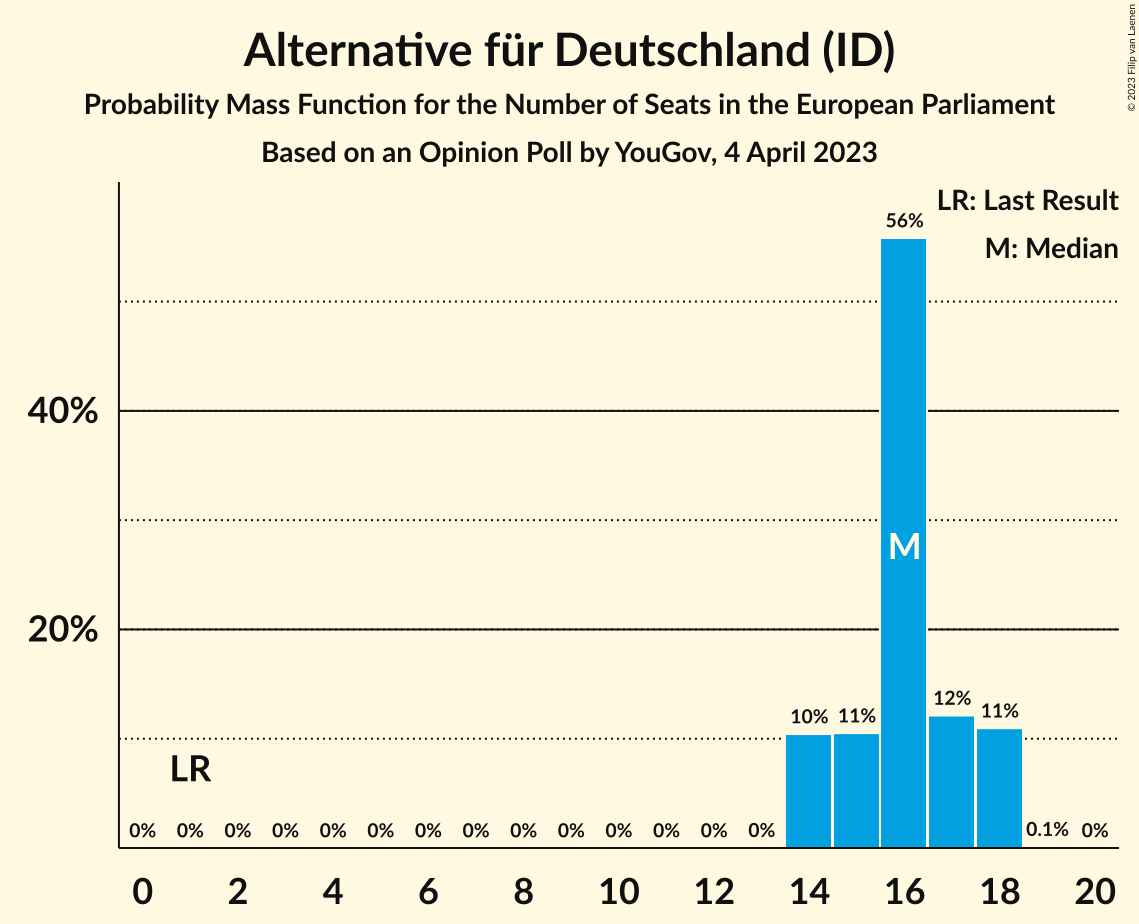 Alternative für Deutschland (ID)
Probability Mass Function for the Number of Seats in the European Parliament
Based on an Opinion Poll by YouGov, 4 April 2023
© 2023 Filip van Laenen
LR: Last Result
M: Median
56%
40%
M
20%
12%
11%
10%
11%
LR
0% 0% 0% 0% 0% 0% 0% 0% 0% 0% 0% 0% 0% 0% 0.1% 0%
0 2 4 6 8 10 12 14 16 18 20